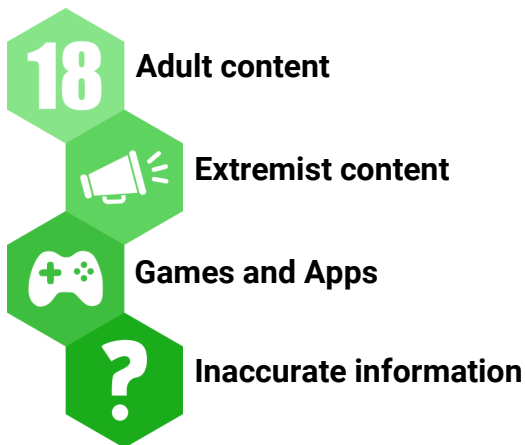 18
Adult content
Extremist content
Games and Apps
?
Inaccurate information